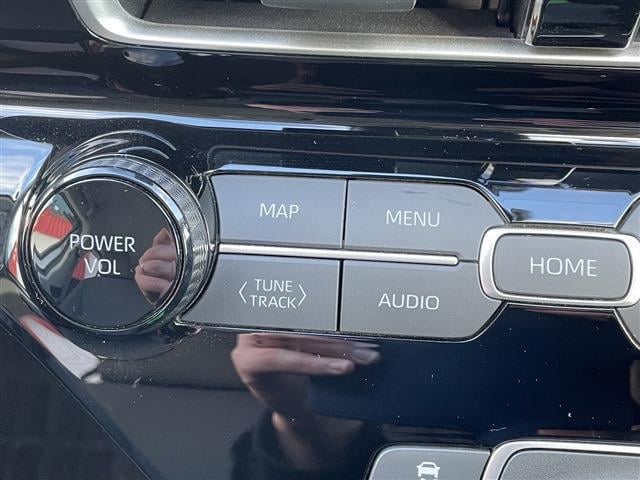 POWER
VOL
MAP
MENU
〈 TUNE
TRACK 〉
AUDIO
HOME